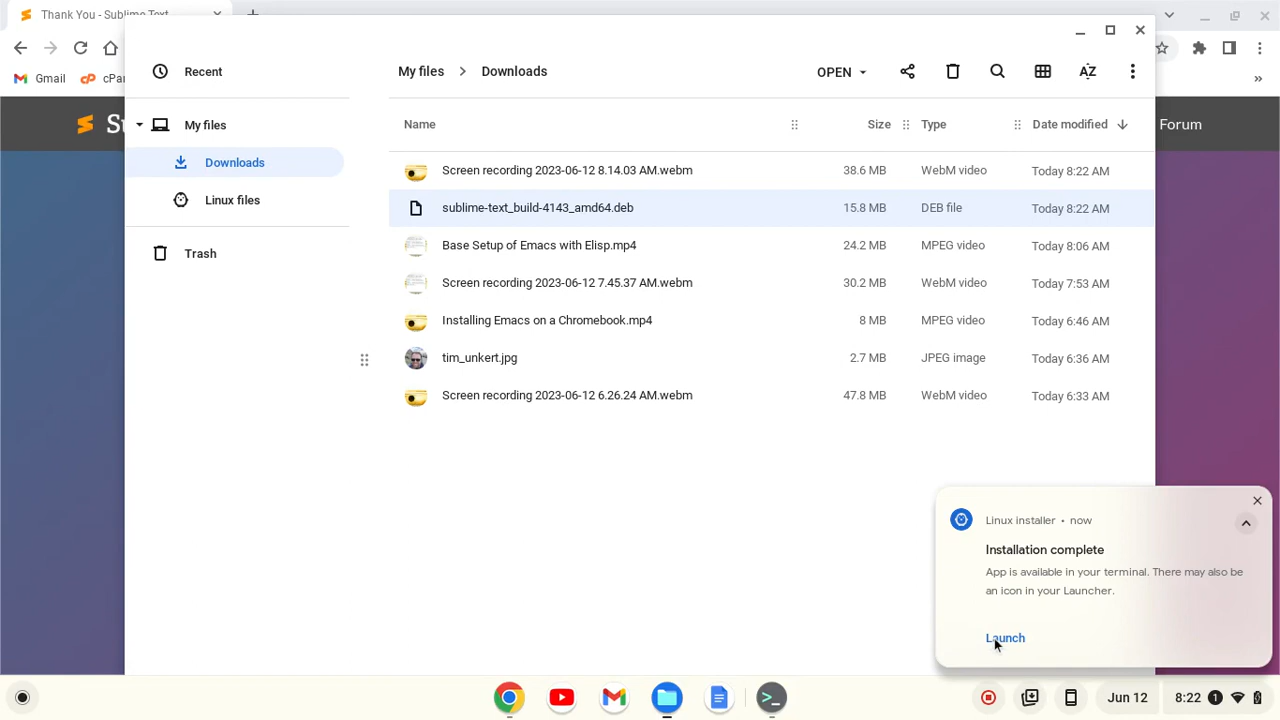 Thank You - Sublime Text
Gmail
cPan
Su
Forum
Recent
My files
Downloads
Linux files
Trash
My files
Downloads
OPEN
AZ
Name
Size
Type
Date modified
Screen recording 2023-06-12 8.14.03 AM.webm 38.6 MB WebM video Today 8:22 AM
sublime-text_build-4143_amd64.deb 15.8 MB DEB file Today 8:22 AM
Base Setup of Emacs with Elisp.mp4 24.2 MB MPEG video Today 8:06 AM
Screen recording 2023-06-12 7.45.37 AM.webm 30.2 MB WebM video Today 7:53 AM
Installing Emacs on a Chromebook.mp4 8 MB MPEG video Today 6:46 AM
tim_unkert.jpg 2.7 MB JPEG image Today 6:36 AM
Screen recording 2023-06-12 6.26.24 AM.webm 47.8 MB WebM video Today 6:33 AM
Linux installer • now
Installation complete
App is available in your terminal. There may also be
an icon in your Launcher.
Launch
Jun 12
8:22
1